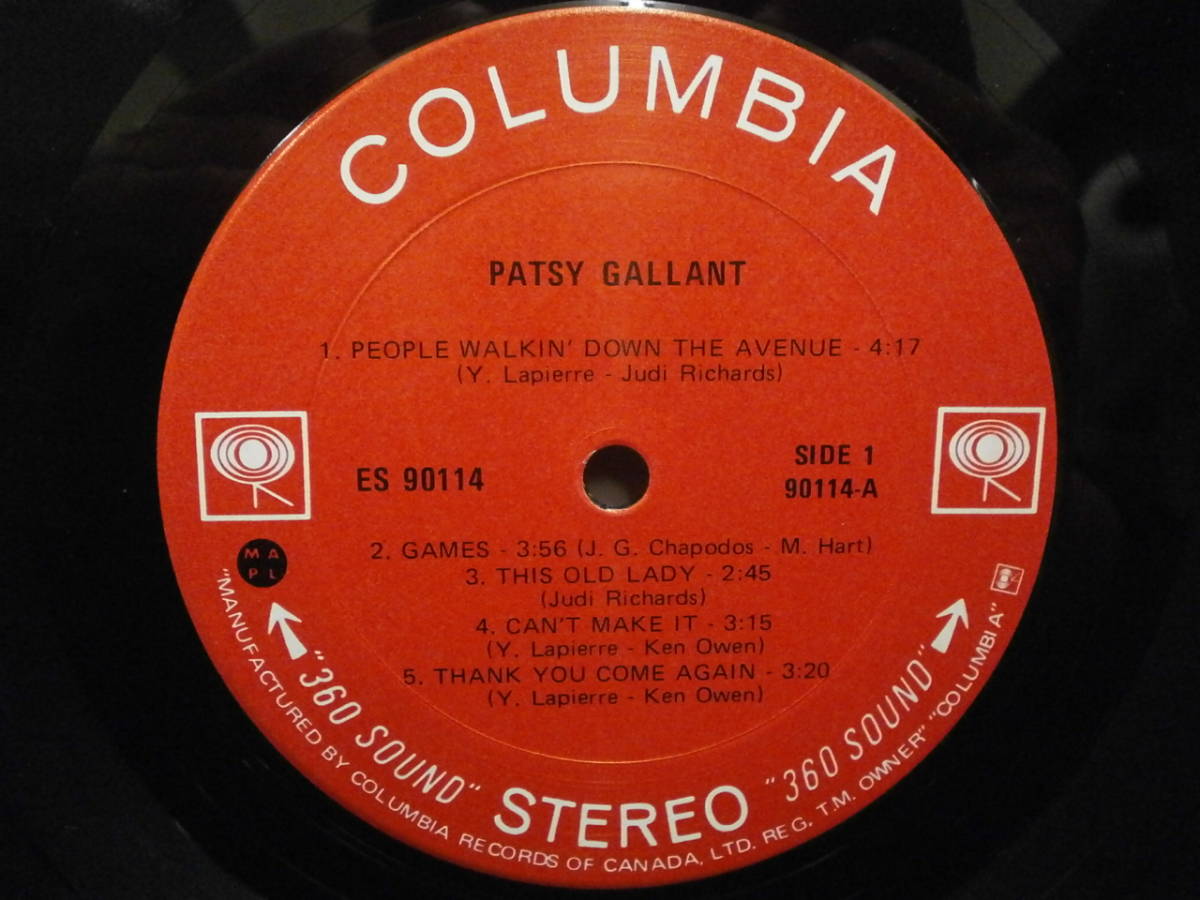 COLUMBIA
PATSY GALLANT
1. PEOPLE WALKIN' DOWN THE AVENUE - 4:17
(Y. Lapierre - Judi Richards)
ES 90114
SIDE 1
90114-A
2. GAMES - 3:56 (J. G. Chapodos - M. Hart)
3. THIS OLD LADY - 2:45
(Judi Richards)
4. CAN'T MAKE IT - 3:15
(Y. Lapierre - Ken Owen)
5. THANK YOU COME AGAIN - 3:20
(Y. Lapierre - Ken Owen)
M A
P L
"360 SOUND" STEREO "360 SOUND"
"MANUFACTURED BY COLUMBIA RECORDS OF CANADA, LTD. REG. T.M. OWNER" "COLUMBIA"